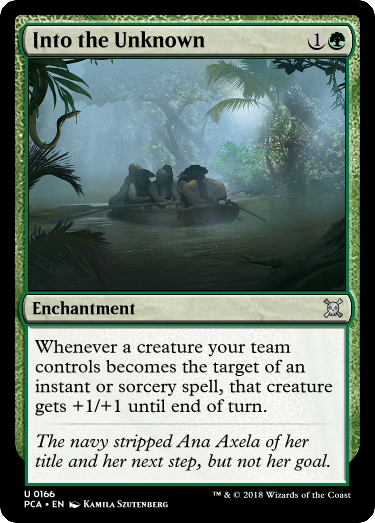 Into the Unknown 1
Enchantment
Whenever a creature your team
controls becomes the target of an
instant or sorcery spell, that creature
gets +1/+1 until end of turn.
The navy stripped Ana Axela of her
title and her next step, but not her goal.
U 0166
PCA • EN Kamila Szutenberg
™ & © 2018 Wizards of the Coast